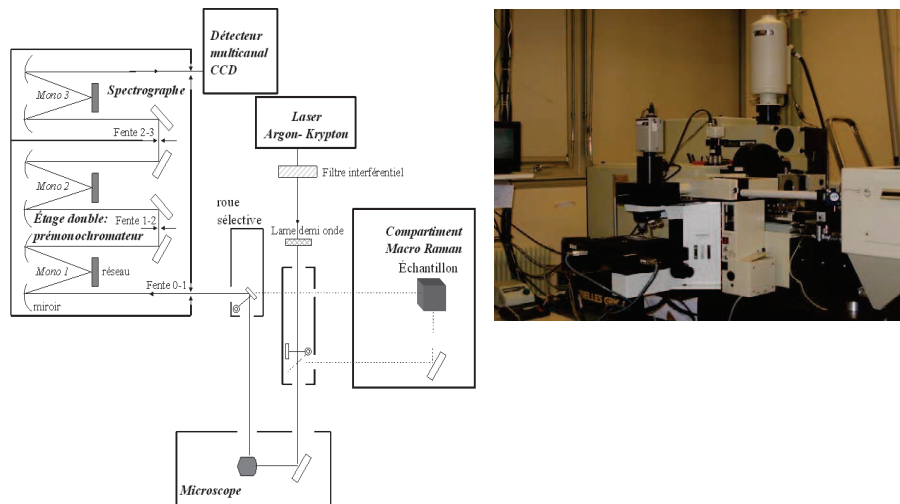 Détecteur
multicanal
CCD
Spectrographe
Mono 3
Fente 2-3
Laser
Argon- Krypton
Filtre interférentiel
Mono 2
roue
sélective
Étage double:
prémonochromateur
Fente 1-2
Lame demi onde
Compartiment
Macro Raman
Échantillon
Mono 1
réseau
Fente 0-1
miroir
Microscope